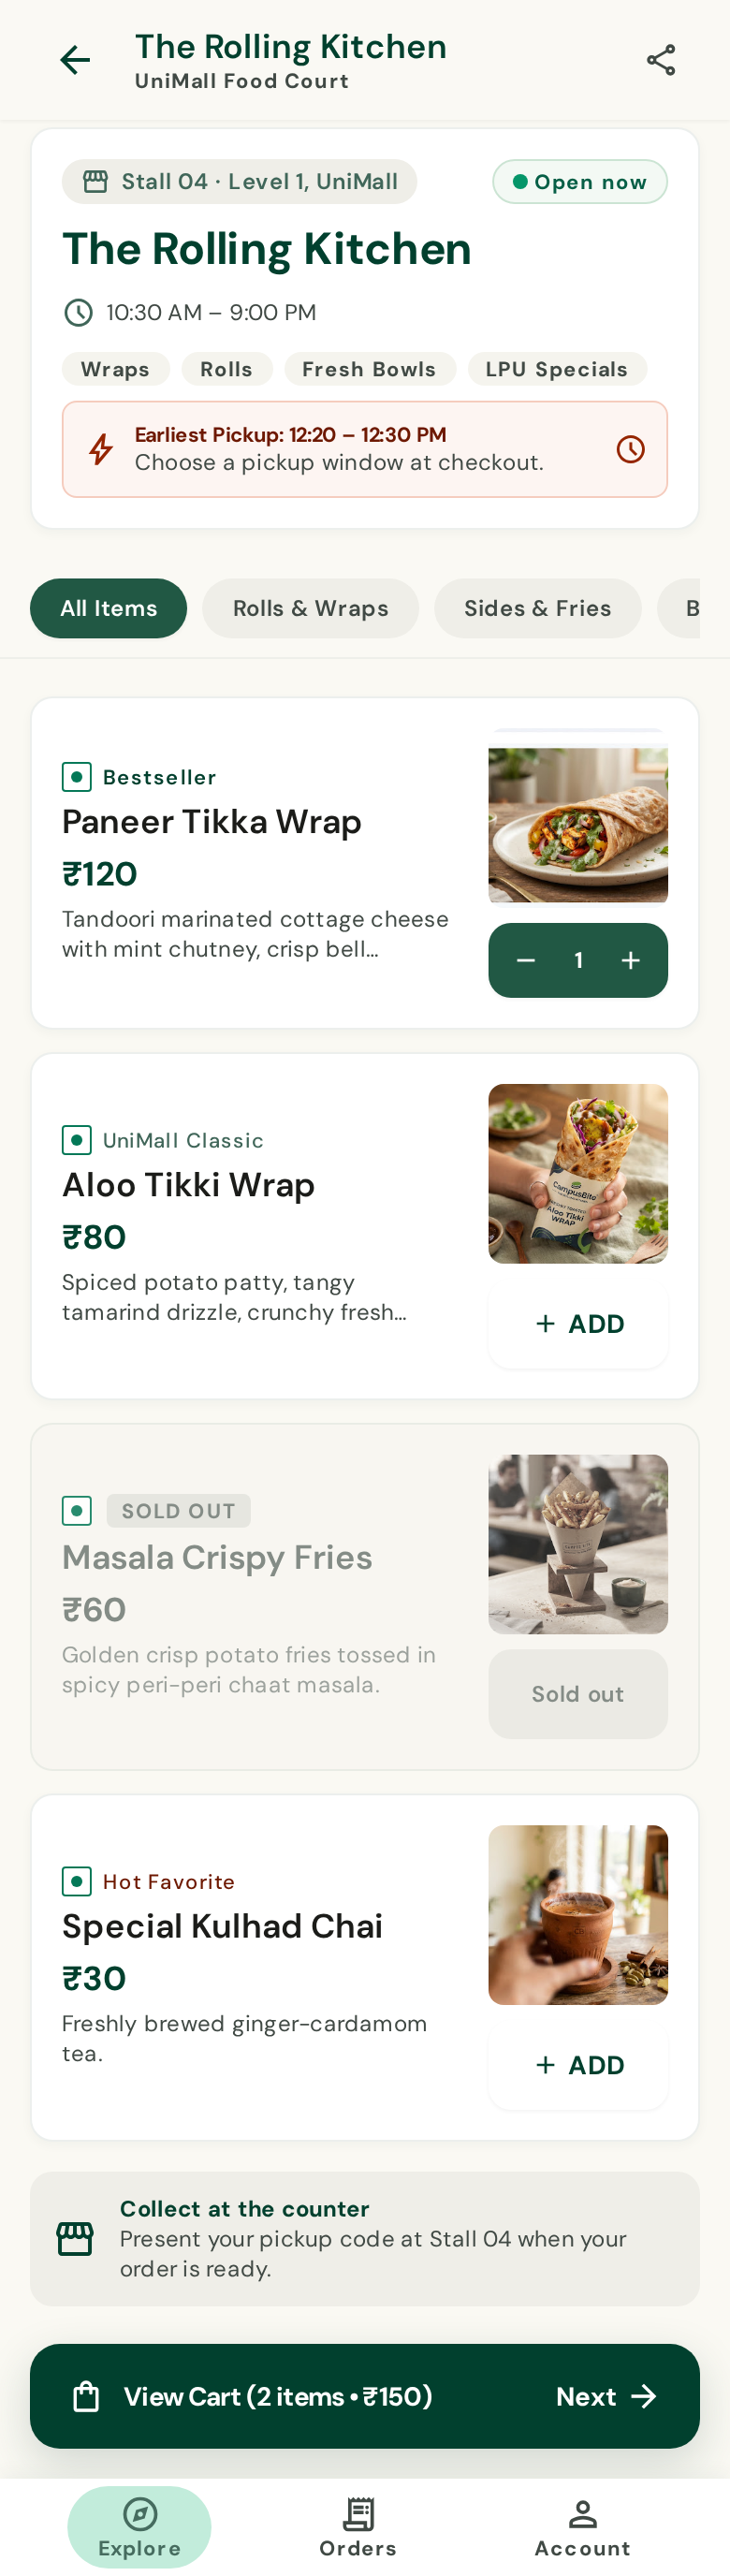 The Rolling Kitchen
UniMall Food Court
Stall 04 · Level 1, UniMall
Open now
The Rolling Kitchen
10:30 AM – 9:00 PM
Wraps Rolls Fresh Bowls LPU Specials
Earliest Pickup: 12:20 – 12:30 PM
Choose a pickup window at checkout.
All Items Rolls & Wraps Sides & Fries B
Bestseller
Paneer Tikka Wrap
₹120
Tandoori marinated cottage cheese
with mint chutney, crisp bell...
1
UniMall Classic
Aloo Tikki Wrap
₹80
Spiced potato patty, tangy
tamarind drizzle, crunchy fresh...
CampusBite
Aloo Tikki
WRAP
+ ADD
SOLD OUT
Masala Crispy Fries
₹60
Golden crisp potato fries tossed in
spicy peri-peri chaat masala.
Sold out
Hot Favorite
Special Kulhad Chai
₹30
Freshly brewed ginger-cardamom
tea.
+ ADD
Collect at the counter
Present your pickup code at Stall 04 when your
order is ready.
View Cart (2 items • ₹150)
Next
Explore Orders Account